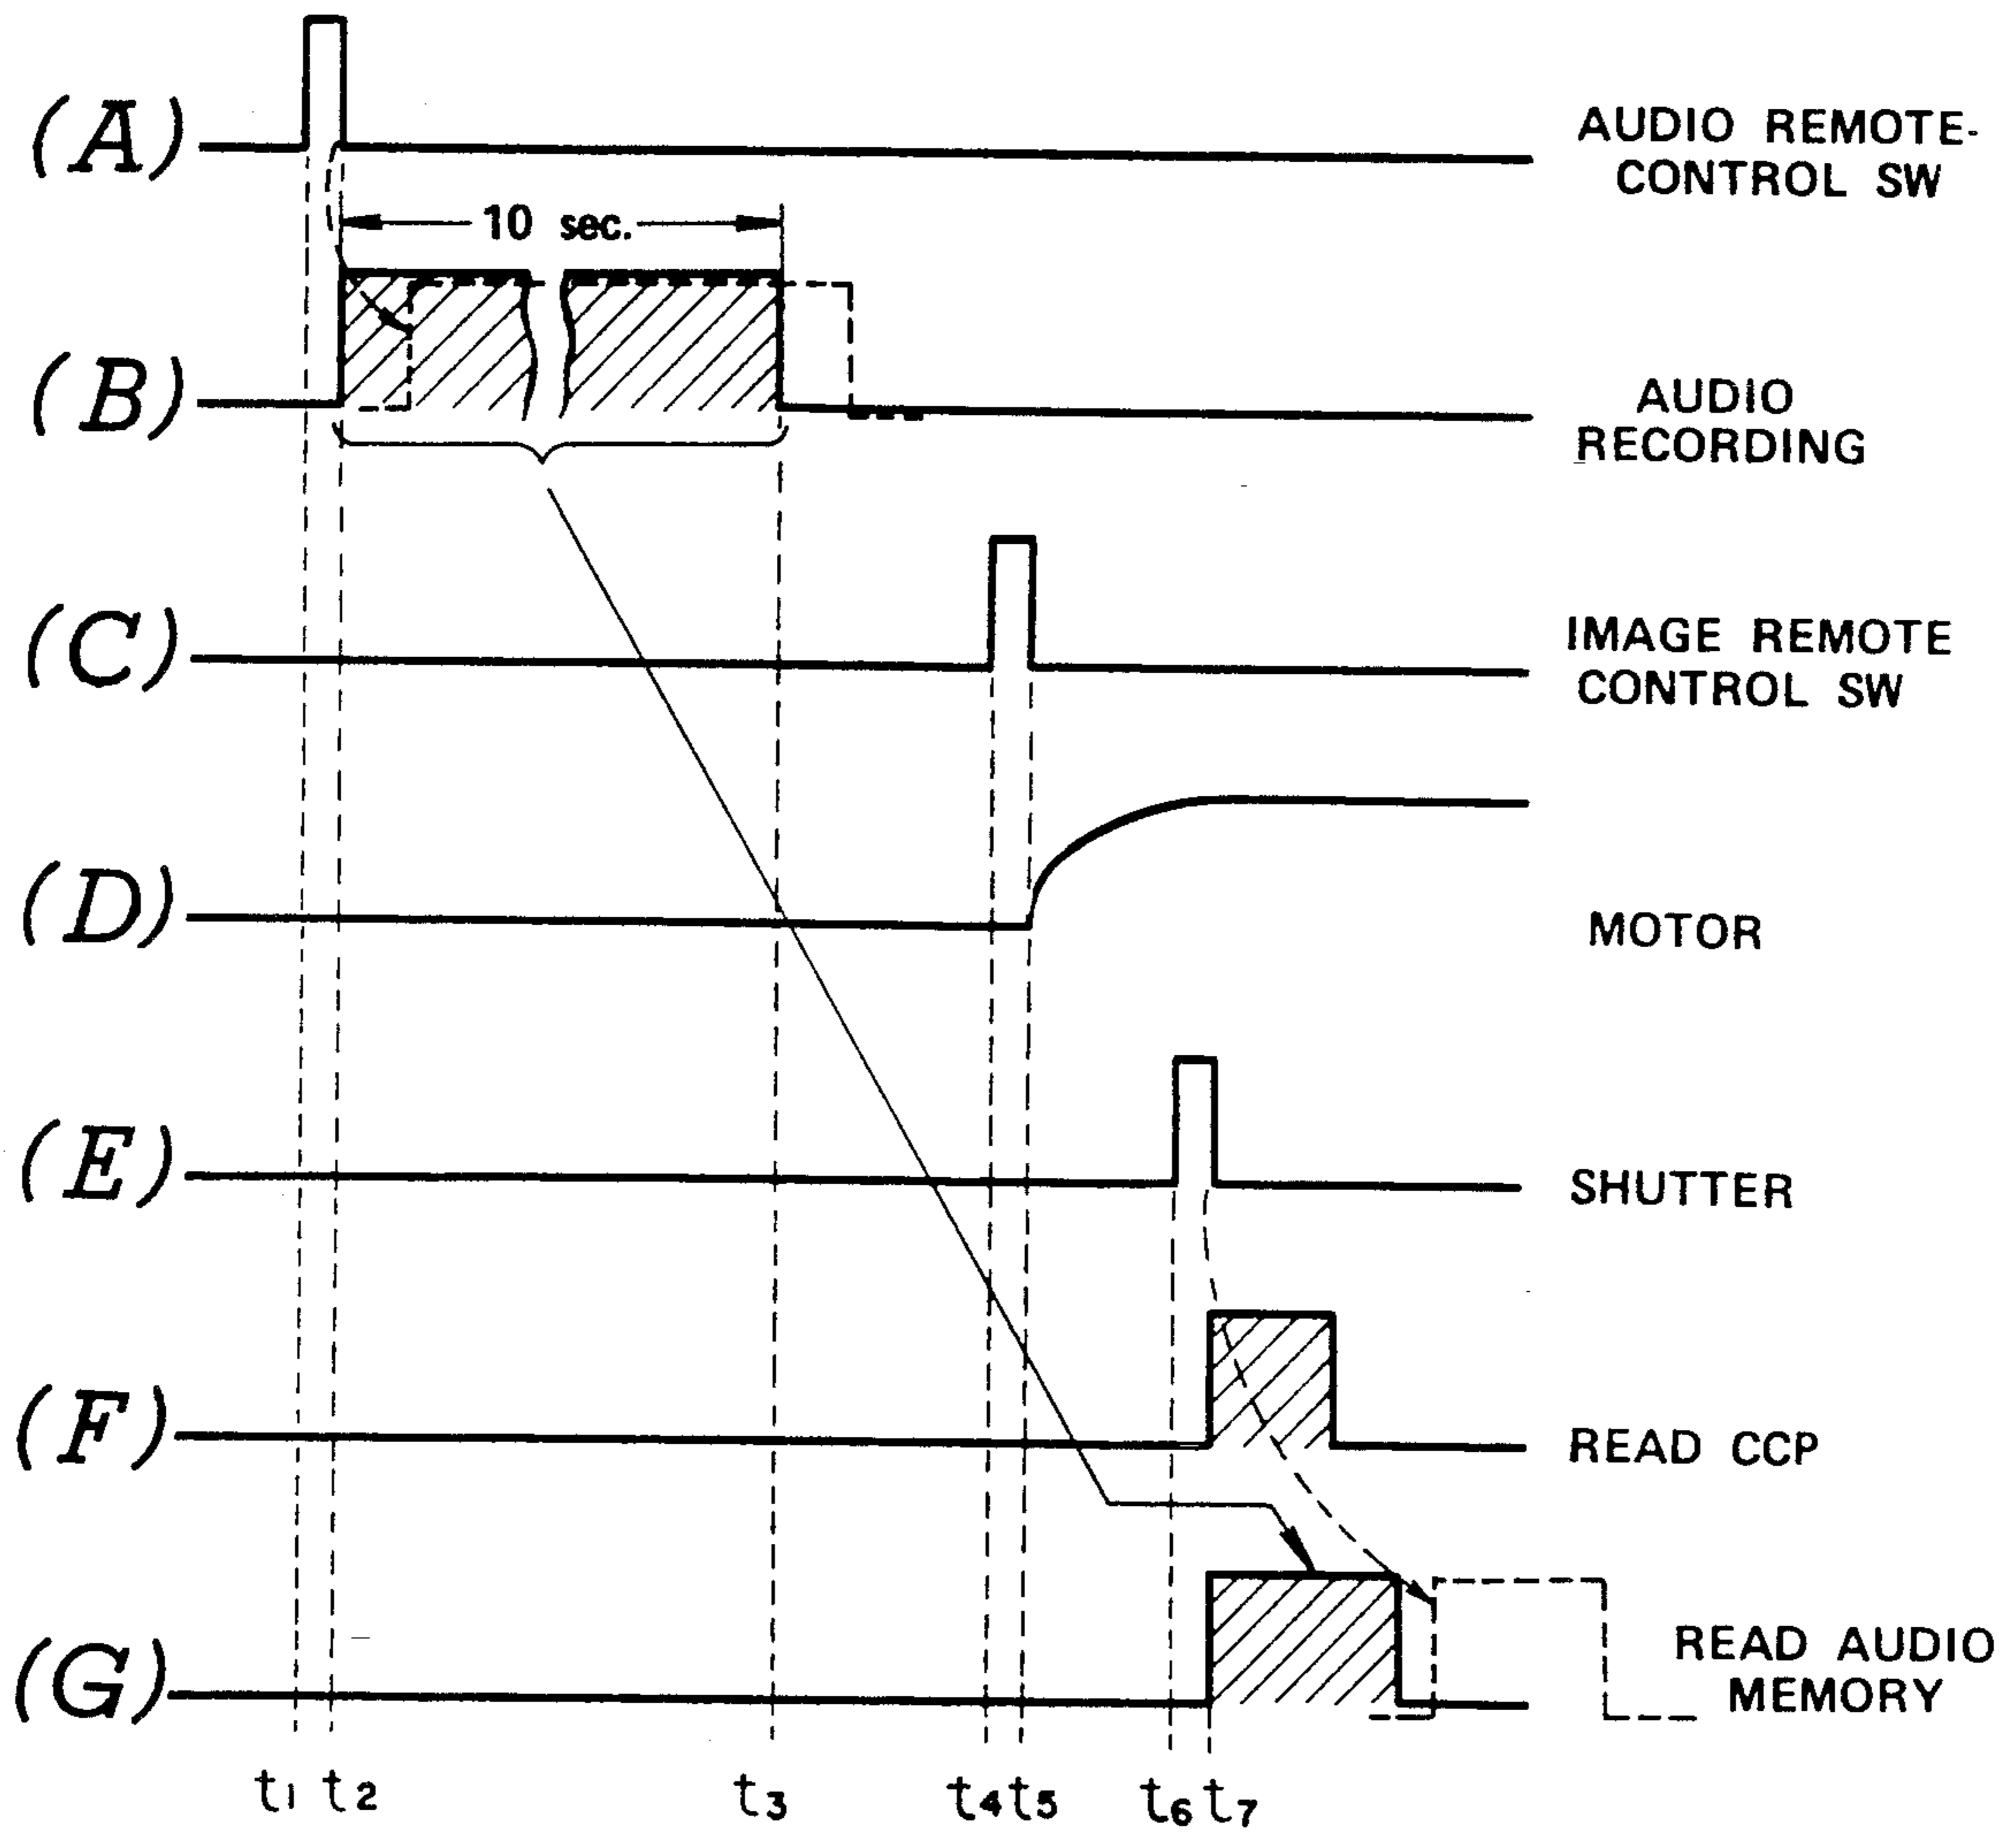 (A)
AUDIO REMOTE-
CONTROL SW
10 sec.
(B)
AUDIO
RECORDING
(C)
IMAGE REMOTE
CONTROL SW
(D)
MOTOR
(E)
SHUTTER
(F)
READ CCP
(G)
READ AUDIO
MEMORY
t1 t2 t3 t4 t5 t6 t7